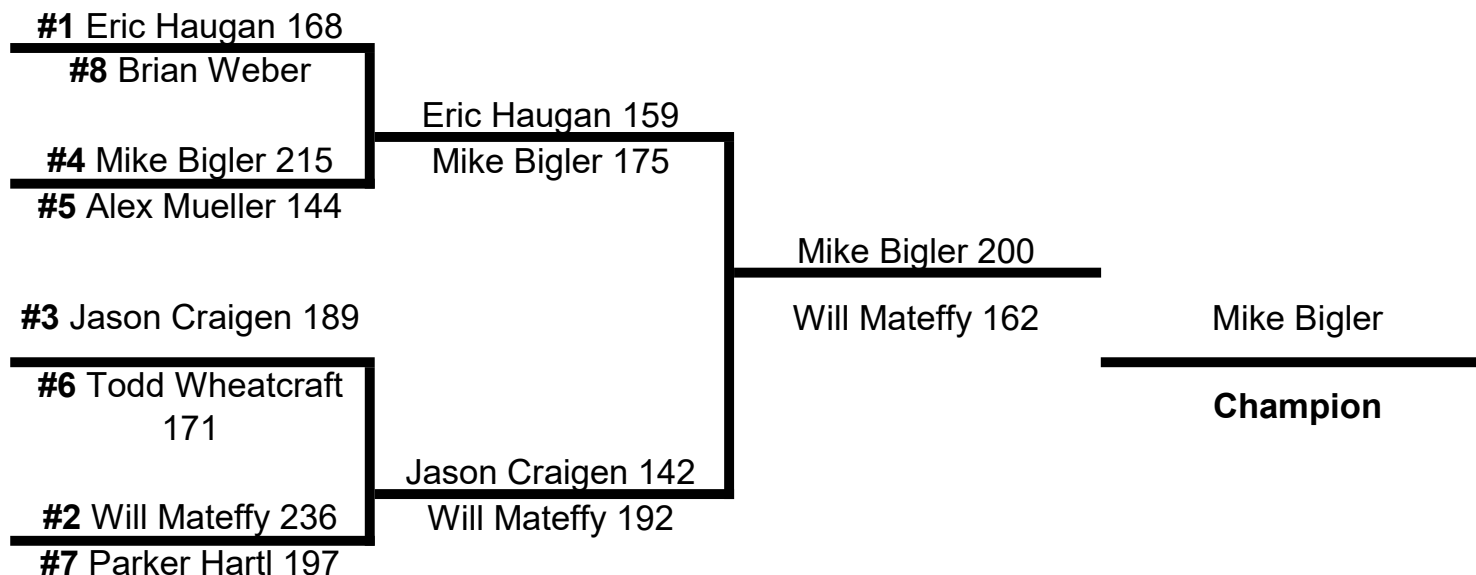 #1 Eric Haugan 168
#8 Brian Weber
#4 Mike Bigler 215
#5 Alex Mueller 144
#3 Jason Craigen 189
#6 Todd Wheatcraft
171
#2 Will Mateffy 236
#7 Parker Hartl 197
Eric Haugan 159
Mike Bigler 175
Jason Craigen 142
Will Mateffy 192
Mike Bigler 200
Will Mateffy 162
Mike Bigler
Champion